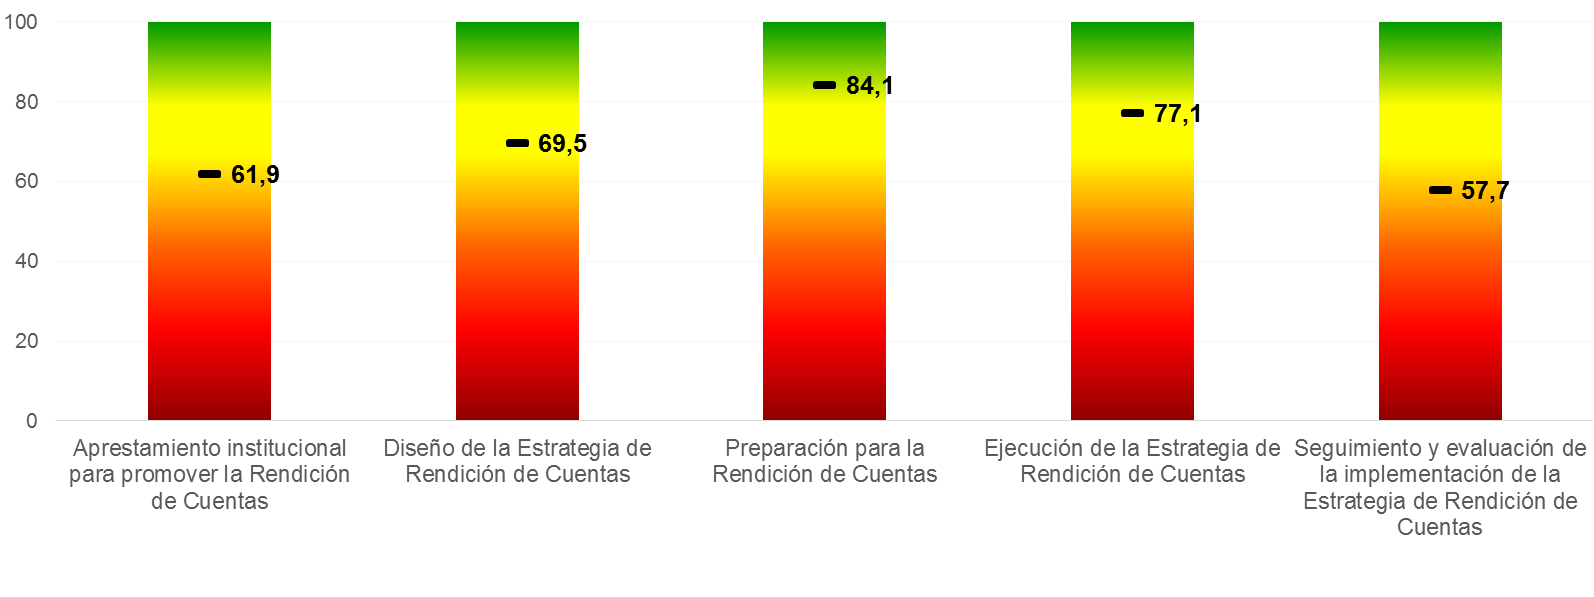 100
80
60
40
20
0
61,9
69,5
84,1
77,1
57,7
Aprestamiento institucional
para promover la Rendición
de Cuentas
Diseño de la Estrategia de
Rendición de Cuentas
Preparación para la
Rendición de Cuentas
Ejecución de la Estrategia de
Rendición de Cuentas
Seguimiento y evaluación de
la implementación de la
Estrategia de Rendición de
Cuentas